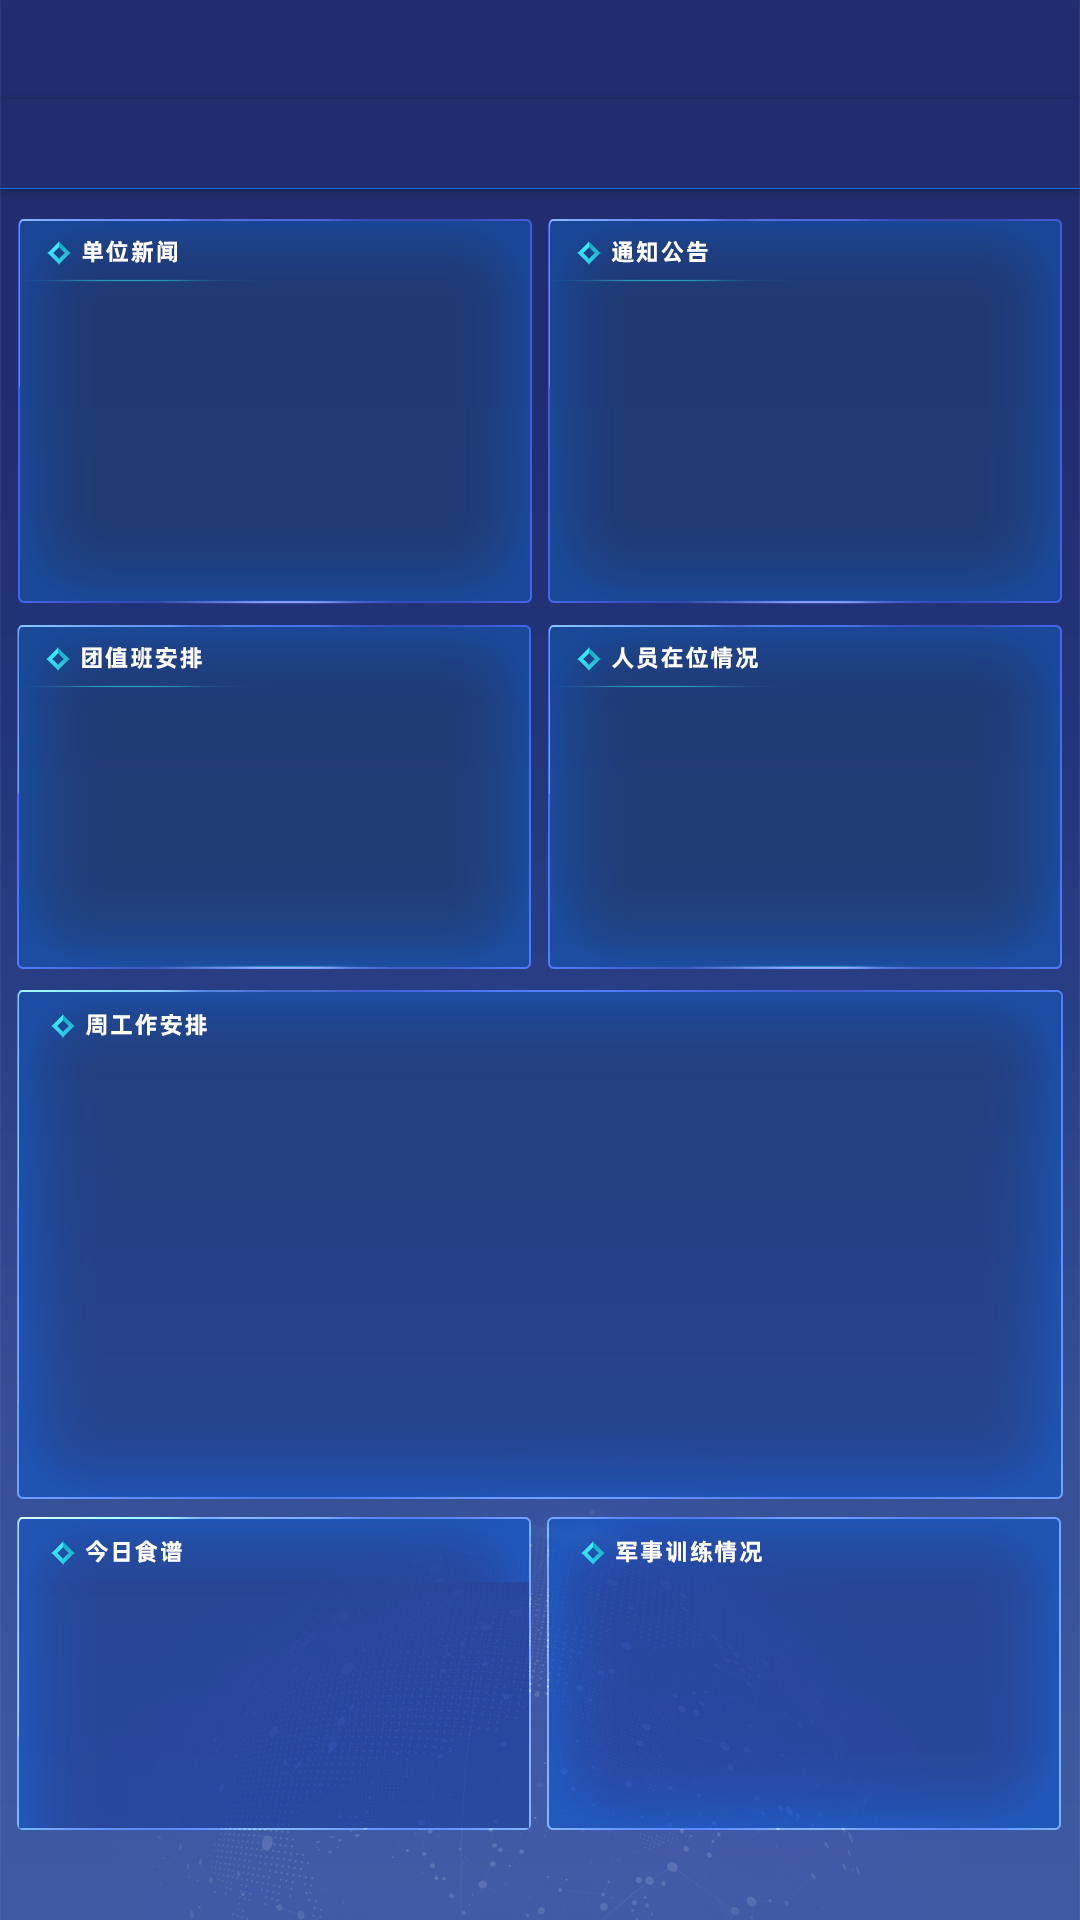 单位新闻
通知公告
团值班安排
人员在位情况
周工作安排
今日食谱
军事训练情况